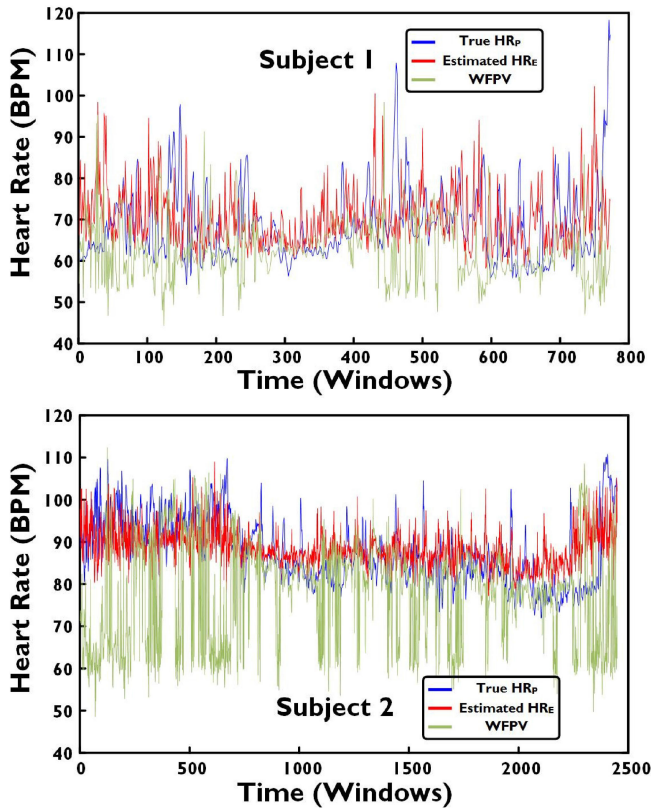 120
110
100
90
80
70
60
50
40
Heart Rate (BPM)
Subject 1
True HRP
Estimated HRE
WFPV
0 100 200 300 400 500 600 700 800
Time (Windows)
120
110
100
90
80
70
60
50
40
Heart Rate (BPM)
Subject 2
True HRP
Estimated HRE
WFPV
0 500 1000 1500 2000 2500
Time (Windows)